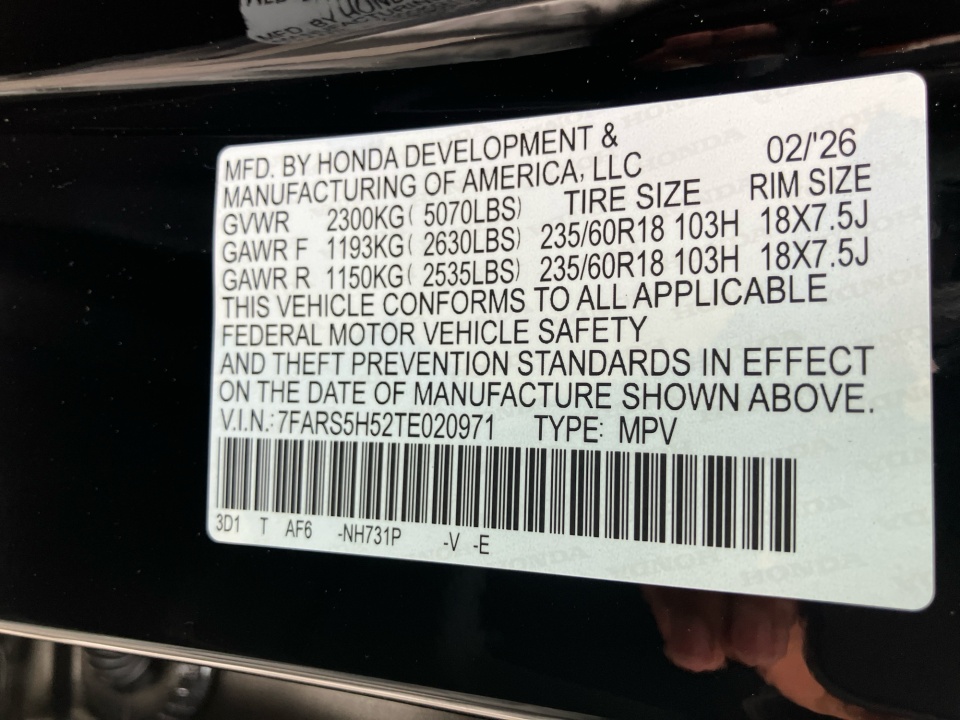 MFD. BY HONDA DEVELOPMENT &
MANUFACTURING OF AMERICA, LLC 02/'26
GVWR 2300KG ( 5070LBS) TIRE SIZE RIM SIZE
GAWR F 1193KG ( 2630LBS) 235/60R18 103H 18X7.5J
GAWR R 1150KG ( 2535LBS) 235/60R18 103H 18X7.5J
THIS VEHICLE CONFORMS TO ALL APPLICABLE
FEDERAL MOTOR VEHICLE SAFETY
AND THEFT PREVENTION STANDARDS IN EFFECT
ON THE DATE OF MANUFACTURE SHOWN ABOVE.
V.I.N.: 7FARS5H52TE020971 TYPE: MPV
3D1 T AF6 -NH731P -V -E